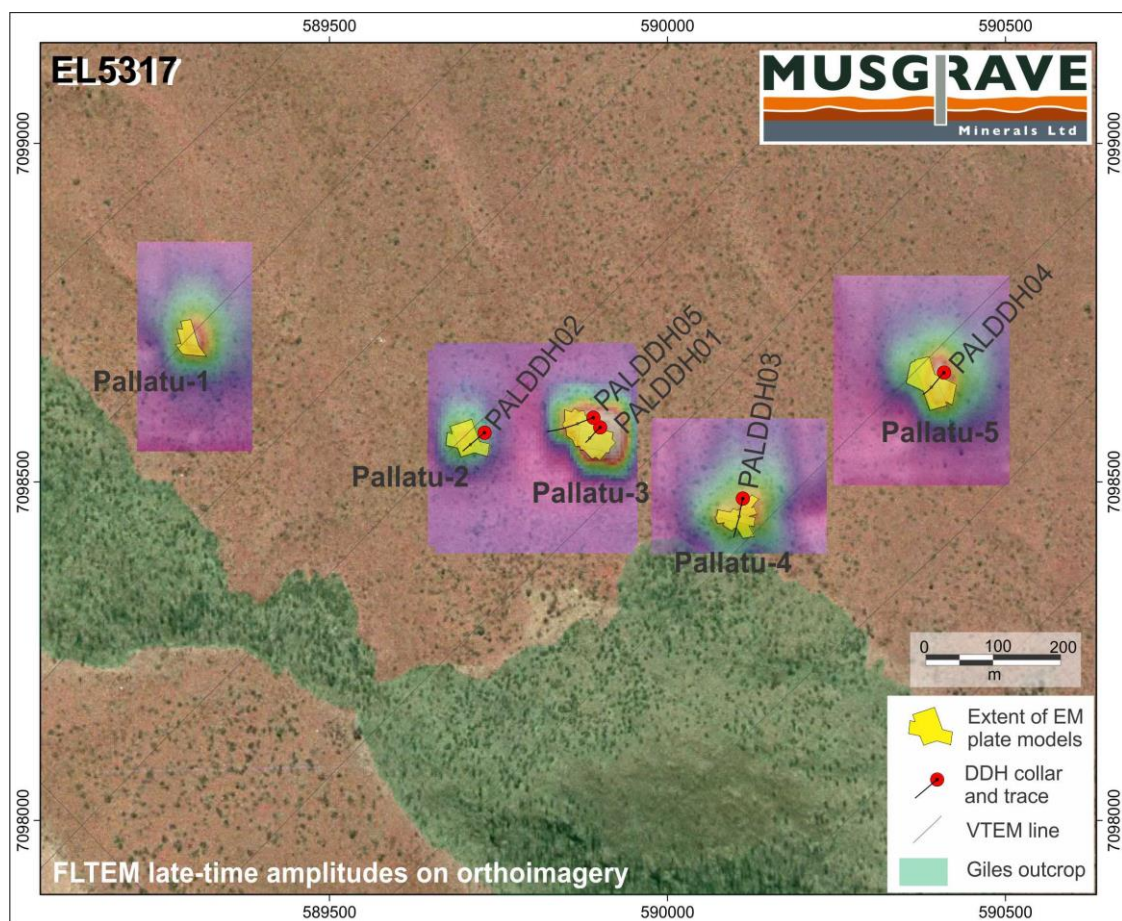 589500
590000
590500
EL5317
MUSGRAVE
Minerals Ltd
7099000
7099000
PALDDH04
PALDDH05
PALDDH01
PALDDH02
PALDDH03
Pallatu-1
Pallatu-2
Pallatu-3
Pallatu-4
Pallatu-5
7098500
7098500
0 100 200
m
Extent of EM
plate models
DDH collar
and trace
VTEM line
Giles outcrop
7098000
7098000
FLTEM late-time amplitudes on orthoimagery
589500
590000
590500